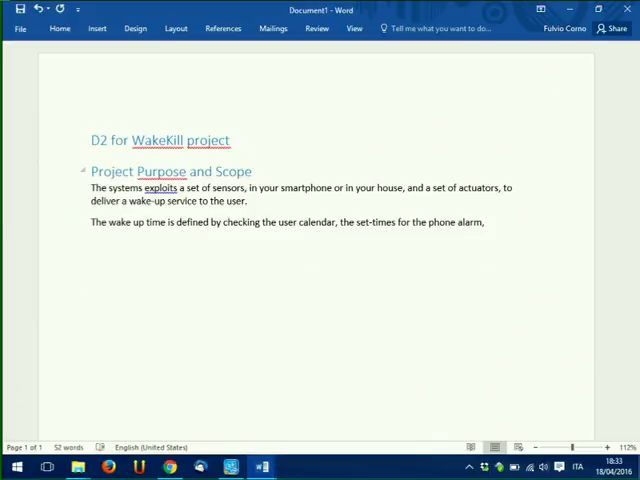 Document1 - Word
File Home Insert Design Layout References Mailings Review View Tell me what you want to do... Fulvio Corno Share
D2 for WakeKill project
Project Purpose and Scope
The systems exploits a set of sensors, in your smartphone or in your house, and a set of actuators, to
deliver a wake-up service to the user.
The wake up time is defined by checking the user calendar, the set-times for the phone alarm,
Page 1 of 1 52 words English (United States) 112%
ITA
18:33
18/04/2016